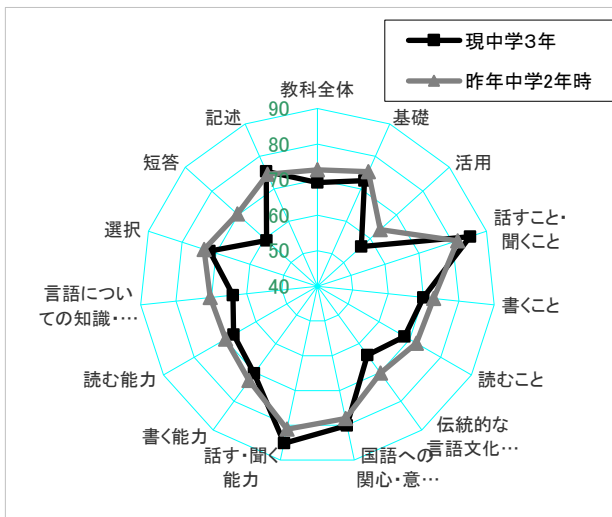 現中学３年
昨年中学2年時
教科全体
基礎
活用
話すこと・
聞くこと
書くこと
読むこと
伝統的な
言語文化…
国語への
関心・意…
話す・聞く
能力
書く能力
読む能力
言語につい
ての知識・…
選択
短答
記述
90
80
70
60
50
40